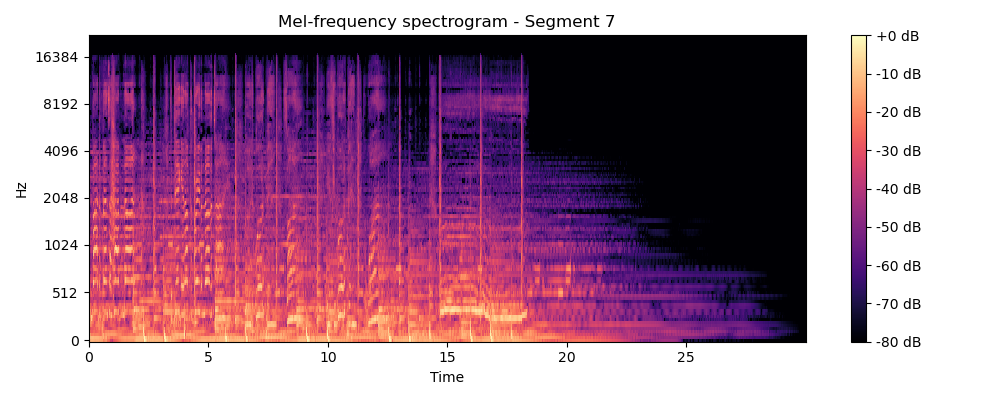 Mel-frequency spectrogram - Segment 7
Hz
16384
8192
4096
2048
1024
512
0
0 5 10 15 20 25
Time
+0 dB
-10 dB
-20 dB
-30 dB
-40 dB
-50 dB
-60 dB
-70 dB
-80 dB